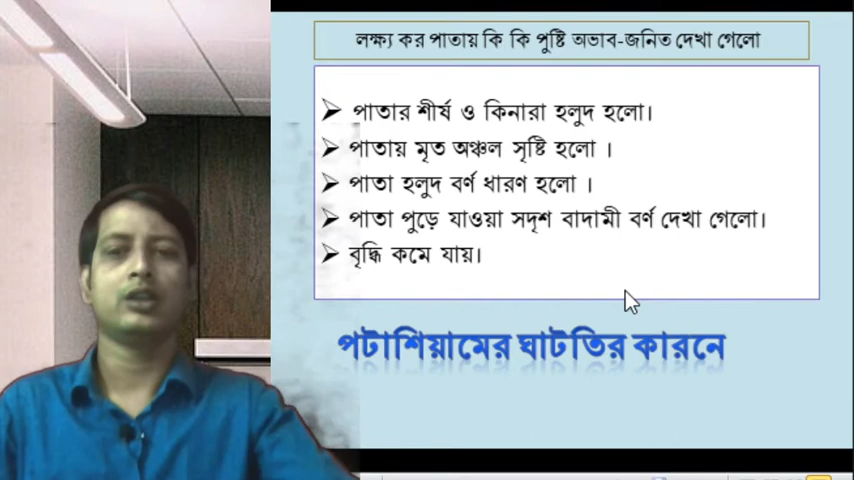 লক্ষ্য কর পাতায় কি কি পুষ্টি অভাব-জনিত দেখা গেলো
➤ পাতার শীর্ষ ও কিনারা হলুদ হলো।
➤ পাতায় মৃত অঞ্চল সৃষ্টি হলো ।
➤ পাতা হলুদ বর্ণ ধারণ হলো ।
➤ পাতা পুড়ে যাওয়া সদৃশ বাদামী বর্ণ দেখা গেলো।
➤ বৃদ্ধি কমে যায়।
পটাশিয়ামের ঘাটতির কারনে